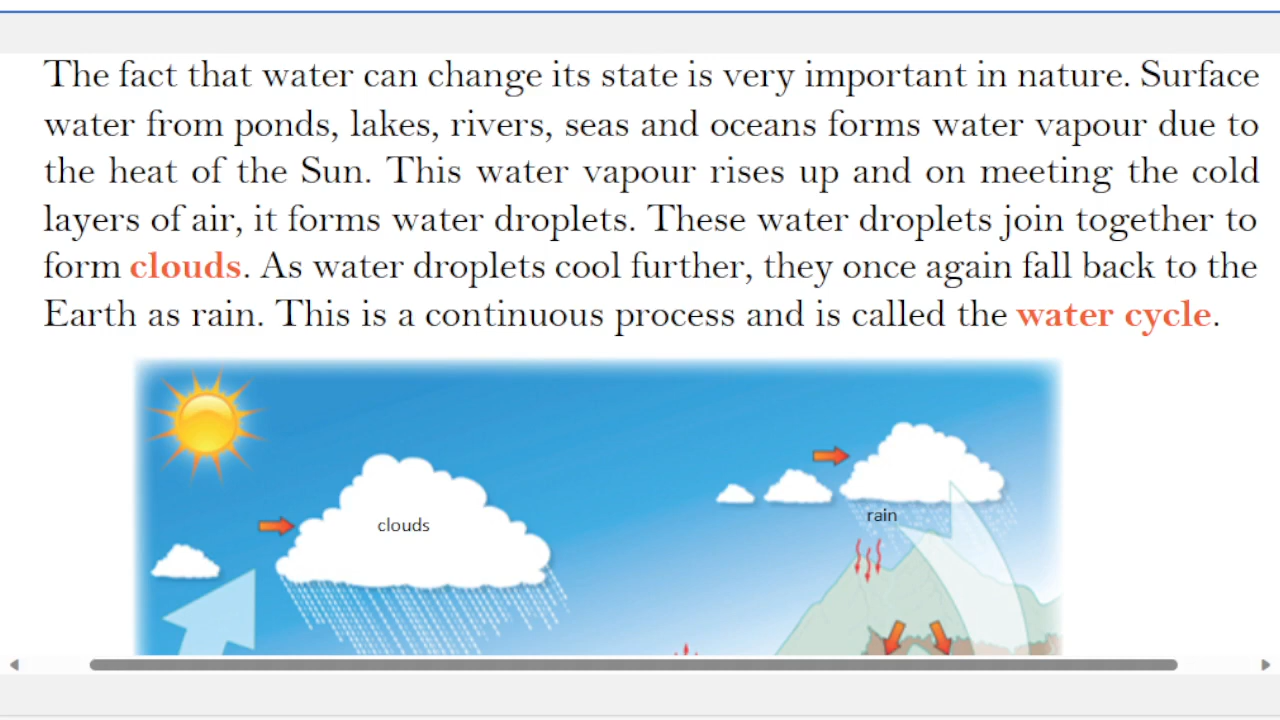 The fact that water can change its state is very important in nature. Surface
water from ponds, lakes, rivers, seas and oceans forms water vapour due to
the heat of the Sun. This water vapour rises up and on meeting the cold
layers of air, it forms water droplets. These water droplets join together to
form clouds. As water droplets cool further, they once again fall back to the
Earth as rain. This is a continuous process and is called the water cycle.
clouds
rain